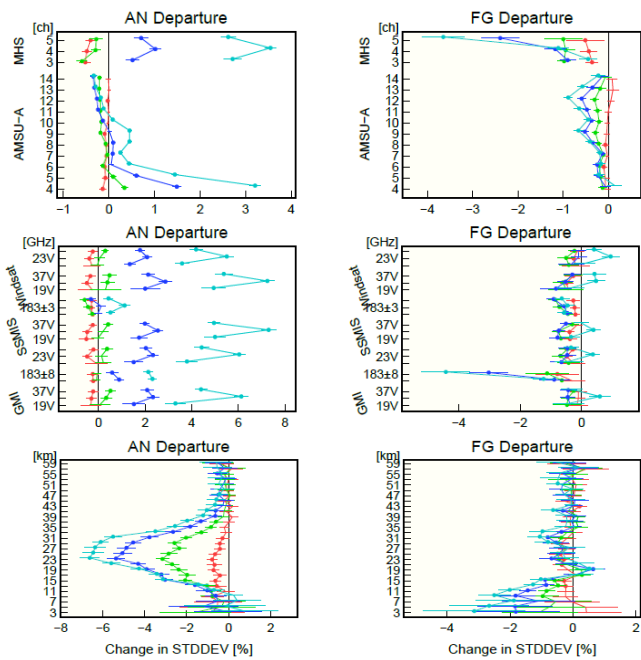 AN Departure
FG Departure
[ch]
[ch]
MHS
5
4
3
MHS
5
4
3
AMSU-A
14
13
12
11
10
9
8
7
6
5
4
AMSU-A
14
13
12
11
10
9
8
7
6
5
4
-1 0 1 2 3 4
-4 -3 -2 -1 0
AN Departure
FG Departure
[GHz]
[GHz]
Windsat
23V
37V
19V
SSMIS
183±3
37V
19V
23V
GMI
183±8
37V
19V
Windsat
23V
37V
19V
SSMIS
183±3
37V
19V
23V
GMI
183±8
37V
19V
0 2 4 6 8
-4 -2 0
AN Departure
FG Departure
[km]
[km]
59
55
51
47
43
39
35
31
27
23
19
15
11
7
3
59
55
51
47
43
39
35
31
27
23
19
15
11
7
3
-8 -6 -4 -2 0 2
-4 -2 0 2
Change in STDDEV [%]
Change in STDDEV [%]